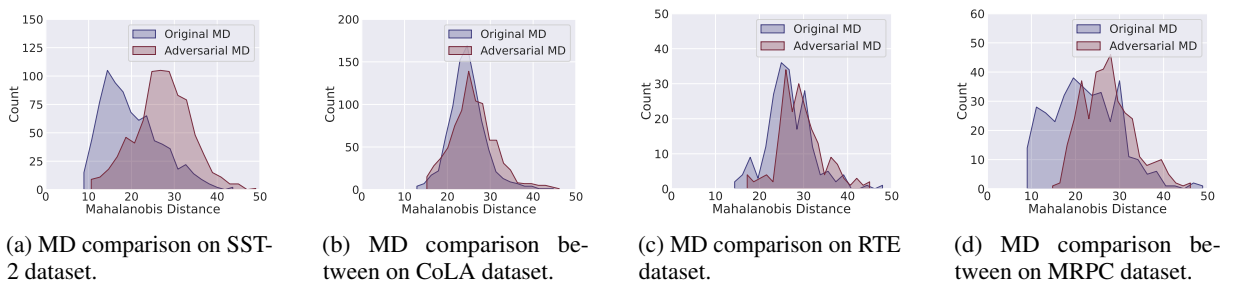 150
125
100
75
50
25
0
Count
Original MD
Adversarial MD
0 10 20 30 40 50
Mahalanobis Distance
(a) MD comparison on SST-
2 dataset.
200
150
100
50
0
Count
Original MD
Adversarial MD
0 10 20 30 40 50
Mahalanobis Distance
(b) MD comparison be-
tween on CoLA dataset.
50
40
30
20
10
0
Count
Original MD
Adversarial MD
0 10 20 30 40 50
Mahalanobis Distance
(c) MD comparison on RTE
dataset.
60
50
40
30
20
10
0
Count
Original MD
Adversarial MD
0 10 20 30 40 50
Mahalanobis Distance
(d) MD comparison be-
tween on MRPC dataset.